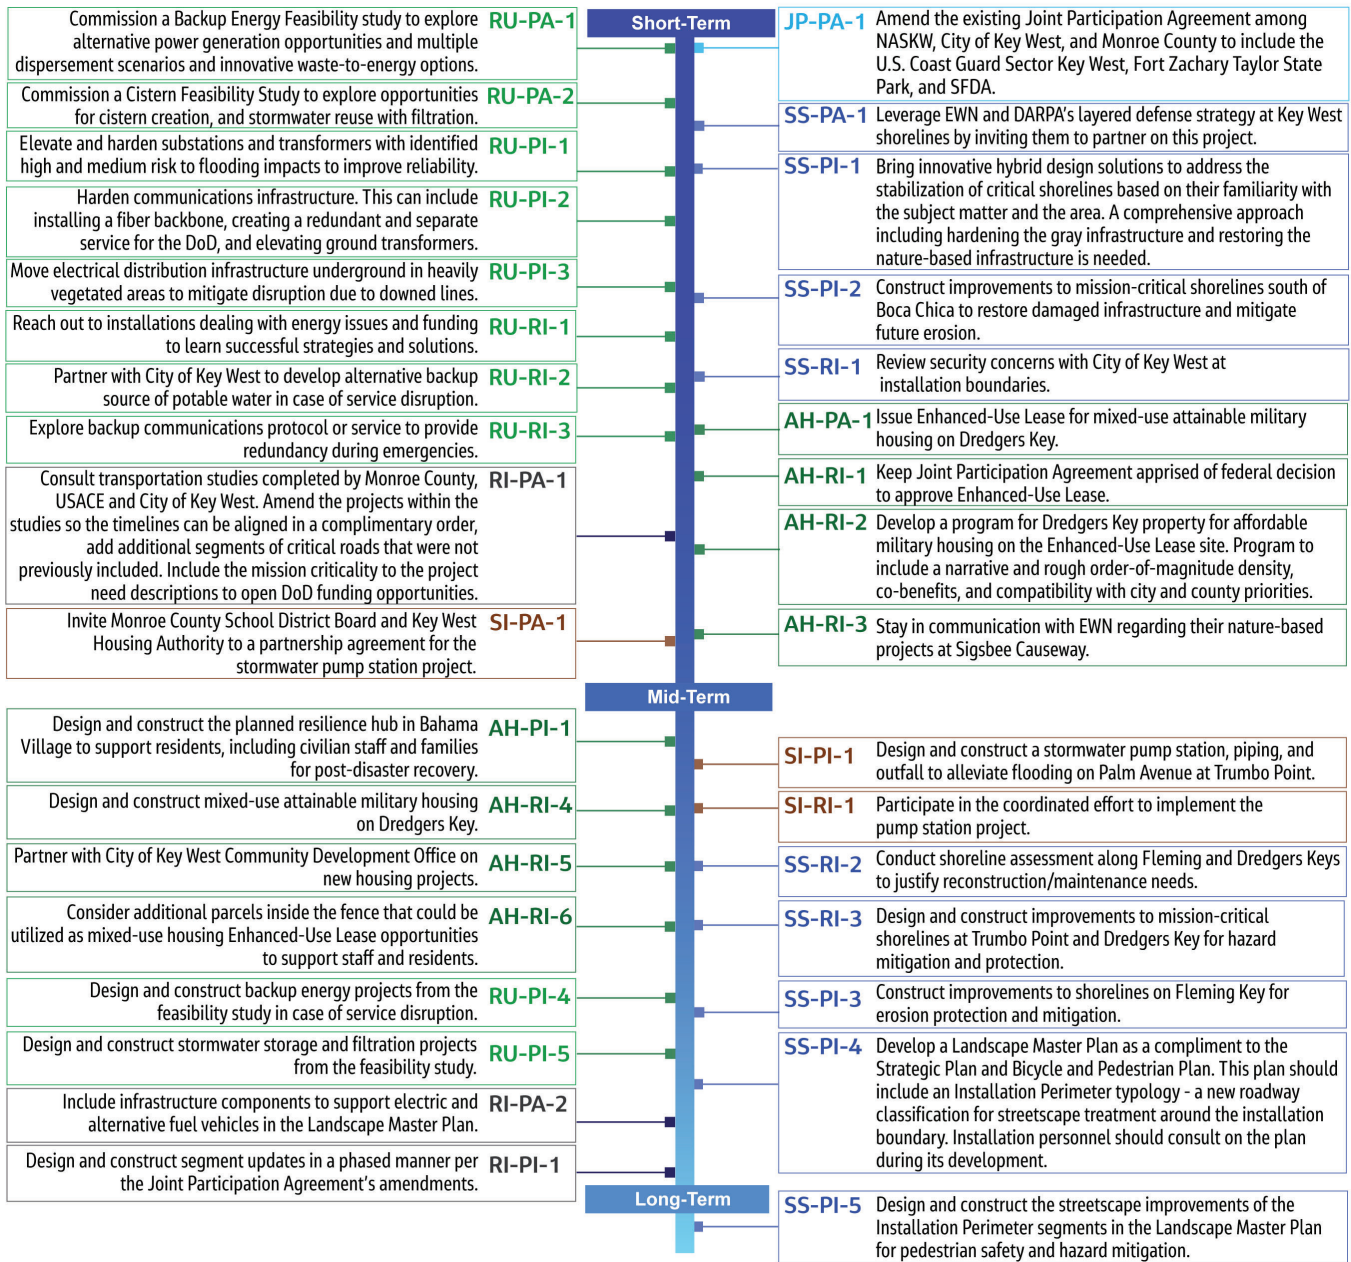 Short-Term
RU-PA-1
Commission a Backup Energy Feasibility study to explore
alternative power generation opportunities and multiple
dispersement scenarios and innovative waste-to-energy options.
RU-PA-2
Commission a Cistern Feasibility Study to explore opportunities
for cistern creation, and stormwater reuse with filtration.
RU-PI-1
Elevate and harden substations and transformers with identified
high and medium risk to flooding impacts to improve reliability.
RU-PI-2
Harden communications infrastructure. This can include
installing a fiber backbone, creating a redundant and separate
service for the DoD, and elevating ground transformers.
RU-PI-3
Move electrical distribution infrastructure underground in heavily
vegetated areas to mitigate disruption due to downed lines.
RU-RI-1
Reach out to installations dealing with energy issues and funding
to learn successful strategies and solutions.
RU-RI-2
Partner with City of Key West to develop alternative backup
source of potable water in case of service disruption.
RU-RI-3
Explore backup communications protocol or service to provide
redundancy during emergencies.
RI-PA-1
Consult transportation studies completed by Monroe County,
USACE and City of Key West. Amend the projects within the
studies so the timelines can be aligned in a complimentary order,
add additional segments of critical roads that were not
previously included. Include the mission criticality to the project
need descriptions to open DoD funding opportunities.
SI-PA-1
Invite Monroe County School District Board and Key West
Housing Authority to a partnership agreement for the
stormwater pump station project.
JP-PA-1
Amend the existing Joint Participation Agreement among
NASKW, City of Key West, and Monroe County to include the
U.S. Coast Guard Sector Key West, Fort Zachary Taylor State
Park, and SFDA.
SS-PA-1
Leverage EWN and DARPA's layered defense strategy at Key West
shorelines by inviting them to partner on this project.
SS-PI-1
Bring innovative hybrid design solutions to address the
stabilization of critical shorelines based on their familiarity with
the subject matter and the area. A comprehensive approach
including hardening the gray infrastructure and restoring the
nature-based infrastructure is needed.
SS-PI-2
Construct improvements to mission-critical shorelines south of
Boca Chica to restore damaged infrastructure and mitigate
future erosion.
SS-RI-1
Review security concerns with City of Key West at
installation boundaries.
AH-PA-1
Issue Enhanced-Use Lease for mixed-use attainable military
housing on Dredgers Key.
AH-RI-1
Keep Joint Participation Agreement apprised of federal decision
to approve Enhanced-Use Lease.
AH-RI-2
Develop a program for Dredgers Key property for affordable
military housing on the Enhanced-Use Lease site. Program to
include a narrative and rough order-of-magnitude density,
co-benefits, and compatibility with city and county priorities.
AH-RI-3
Stay in communication with EWN regarding their nature-based
projects at Sigsbee Causeway.
Mid-Term
AH-PI-1
Design and construct the planned resilience hub in Bahama
Village to support residents, including civilian staff and families
for post-disaster recovery.
AH-RI-4
Design and construct mixed-use attainable military housing
on Dredgers Key.
AH-RI-5
Partner with City of Key West Community Development Office on
new housing projects.
AH-RI-6
Consider additional parcels inside the fence that could be
utilized as mixed-use housing Enhanced-Use Lease opportunities
to support staff and residents.
RU-PI-4
Design and construct backup energy projects from the
feasibility study in case of service disruption.
RU-PI-5
Design and construct stormwater storage and filtration projects
from the feasibility study.
RI-PA-2
Include infrastructure components to support electric and
alternative fuel vehicles in the Landscape Master Plan.
RI-PI-1
Design and construct segment updates in a phased manner per
the Joint Participation Agreement's amendments.
SI-PI-1
Design and construct a stormwater pump station, piping, and
outfall to alleviate flooding on Palm Avenue at Trumbo Point.
SI-RI-1
Participate in the coordinated effort to implement the
pump station project.
SS-RI-2
Conduct shoreline assessment along Fleming and Dredgers Keys
to justify reconstruction/maintenance needs.
SS-RI-3
Design and construct improvements to mission-critical
shorelines at Trumbo Point and Dredgers Key for hazard
mitigation and protection.
SS-PI-3
Construct improvements to shorelines on Fleming Key for
erosion protection and mitigation.
SS-PI-4
Develop a Landscape Master Plan as a compliment to the
Strategic Plan and Bicycle and Pedestrian Plan. This plan should
include an Installation Perimeter typology - a new roadway
classification for streetscape treatment around the installation
boundary. Installation personnel should consult on the plan
during its development.
Long-Term
SS-PI-5
Design and construct the streetscape improvements of the
Installation Perimeter segments in the Landscape Master Plan
for pedestrian safety and hazard mitigation.